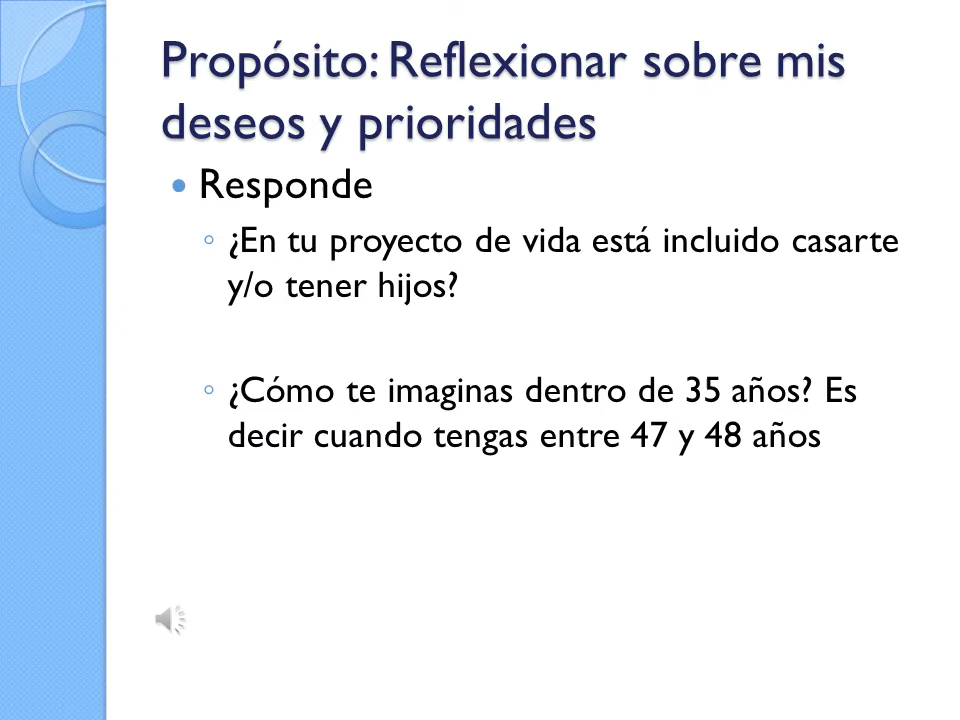 Propósito: Reflexionar sobre mis
deseos y prioridades
• Responde
◦ ¿En tu proyecto de vida está incluido casarte
y/o tener hijos?
◦ ¿Cómo te imaginas dentro de 35 años? Es
decir cuando tengas entre 47 y 48 años